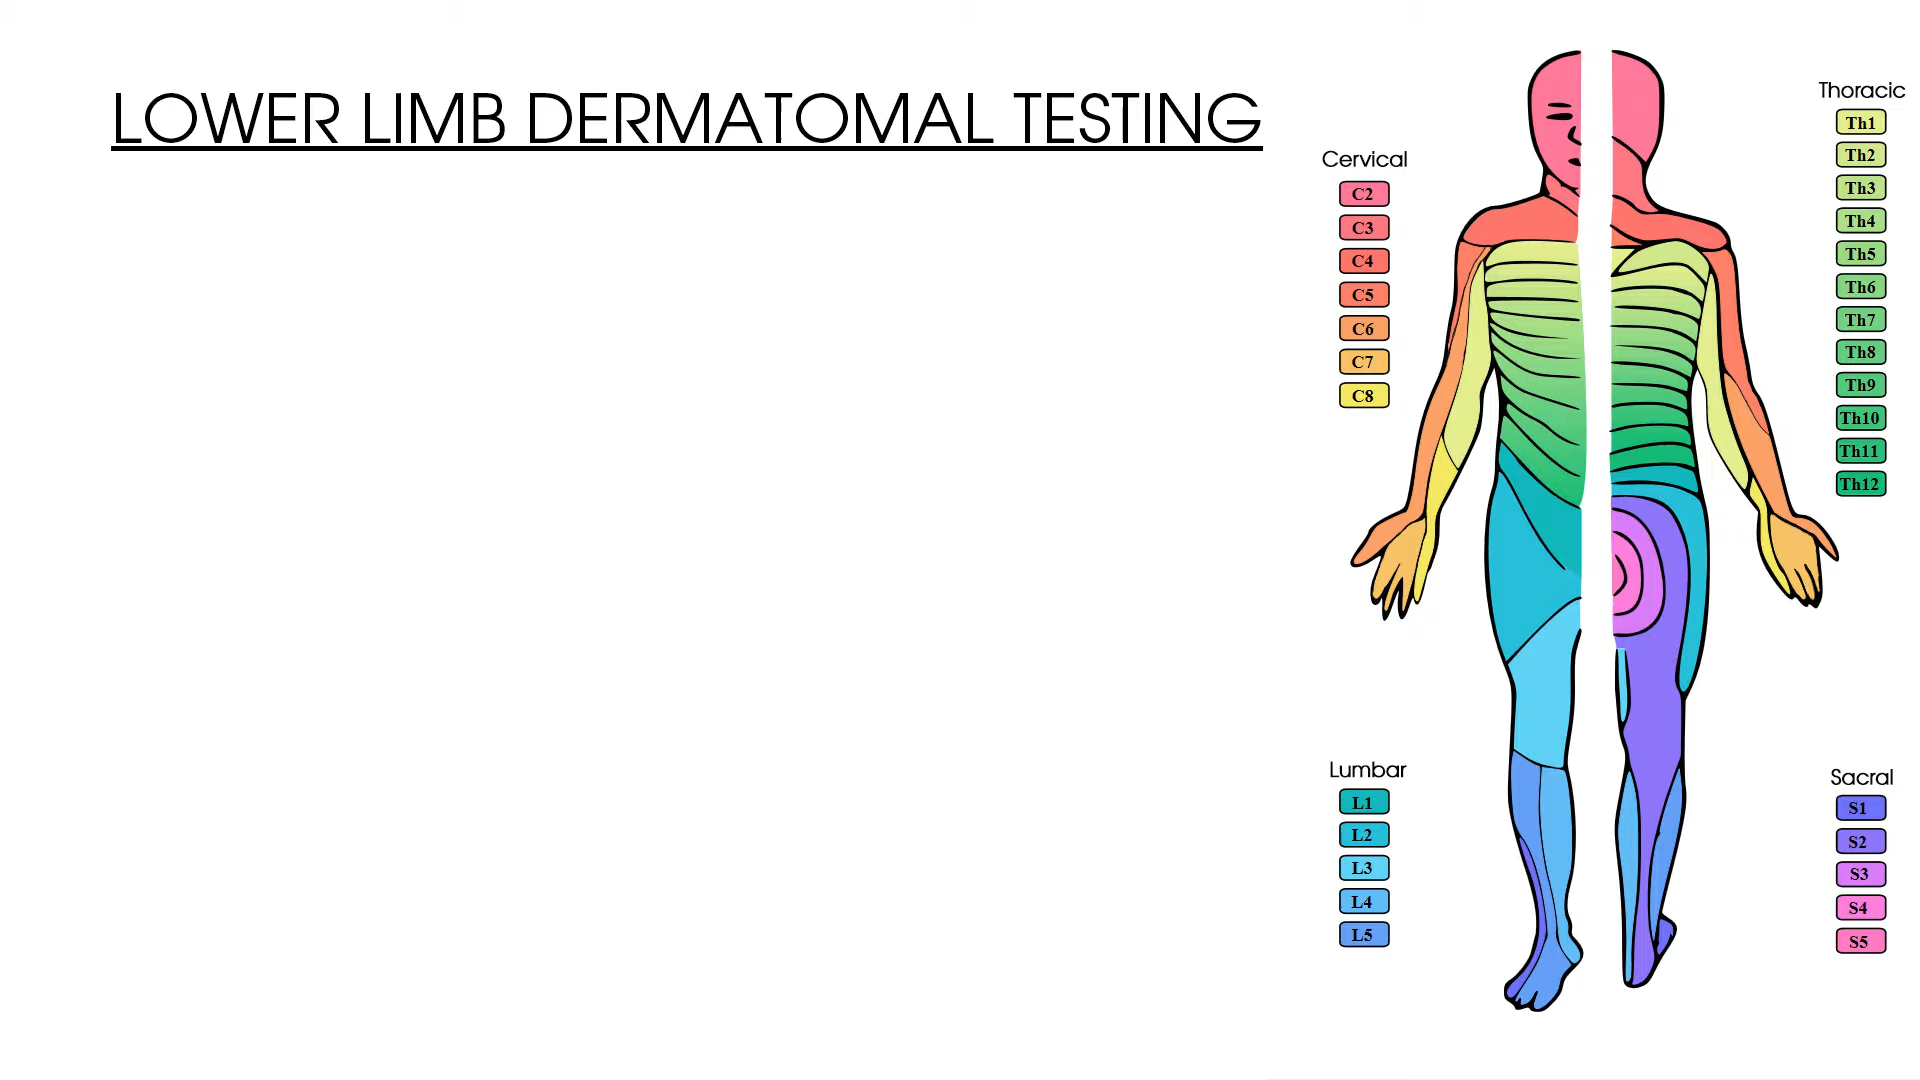 LOWER LIMB DERMATOMAL TESTING
Cervical
C2
C3
C4
C5
C6
C7
C8
Thoracic
Th1
Th2
Th3
Th4
Th5
Th6
Th7
Th8
Th9
Th10
Th11
Th12
Lumbar
L1
L2
L3
L4
L5
Sacral
S1
S2
S3
S4
S5